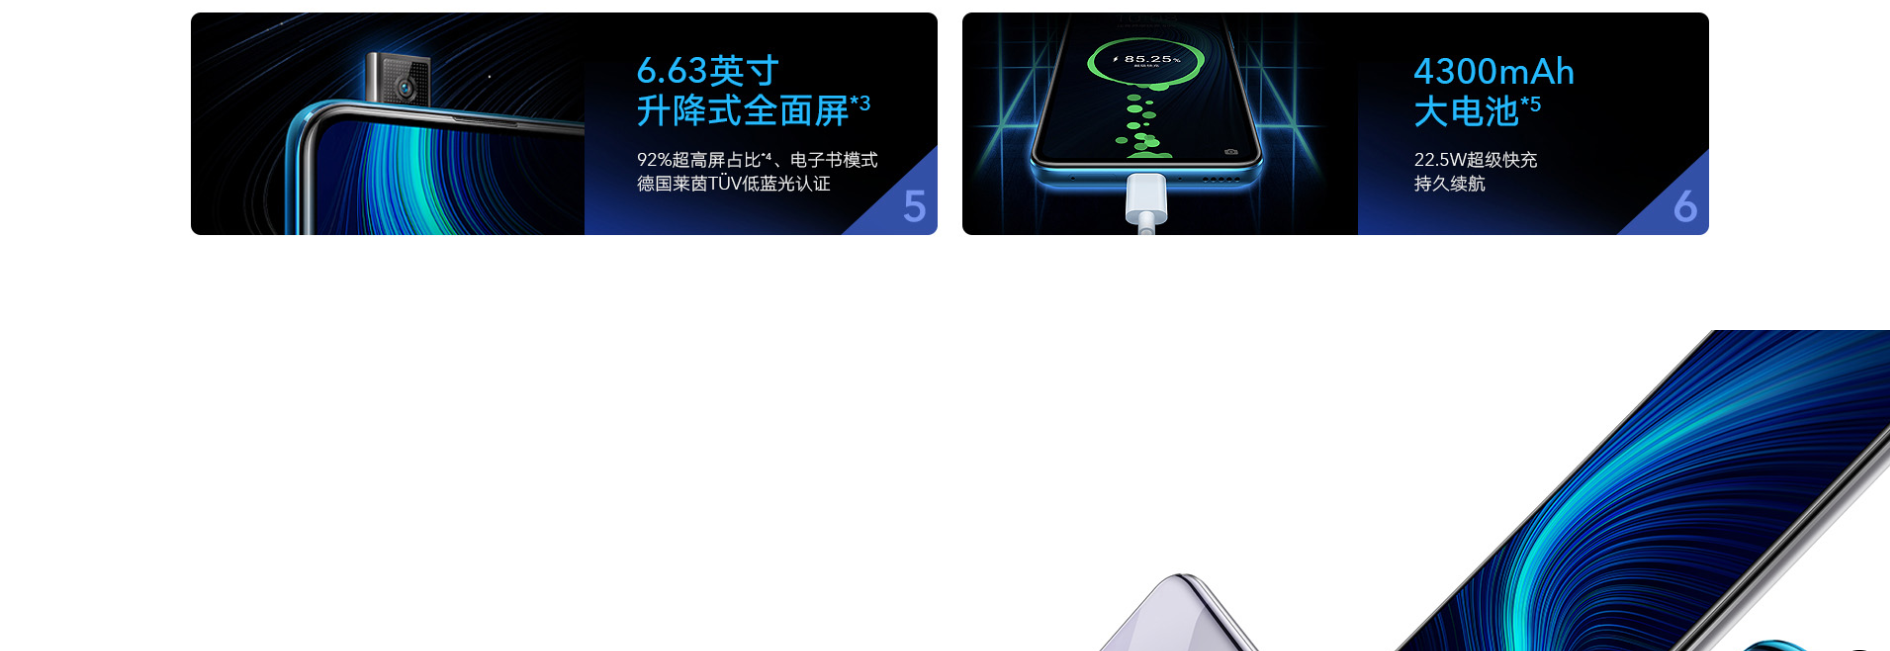 6.63英寸
升降式全面屏*3
92%超高屏占比*4、电子书模式
德国莱茵TÜV低蓝光认证
5
85.25%
4300mAh
大电池*5
22.5W超级快充
持久续航
6